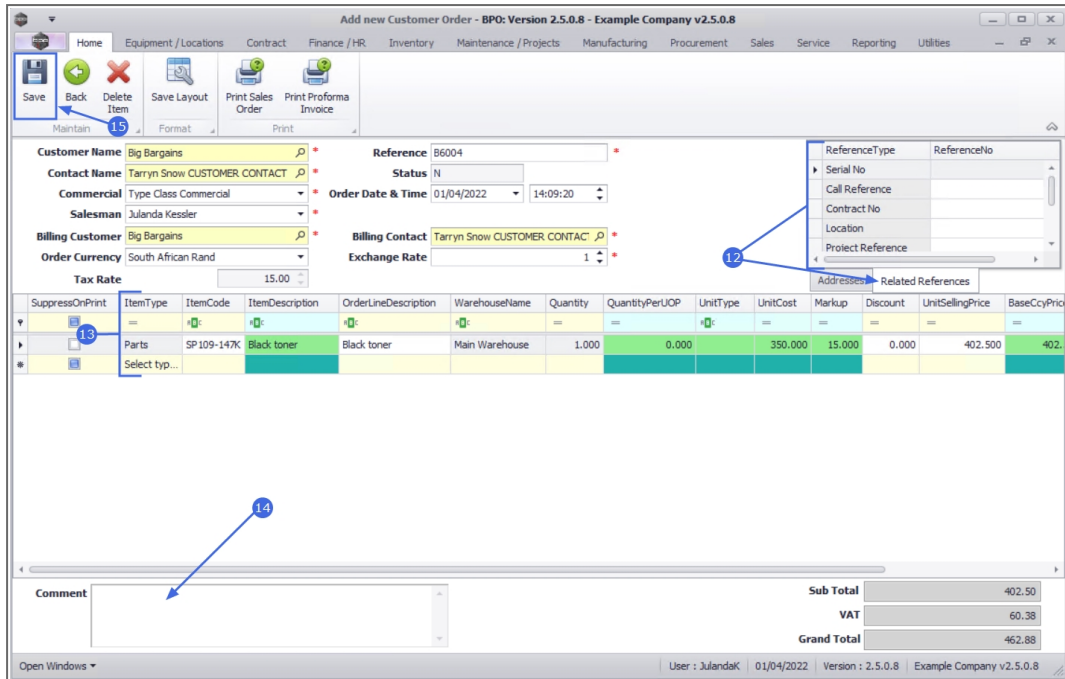 Add new Customer Order - BPO: Version 2.5.0.8 - Example Company v2.5.0.8
Home Equipment / Locations Contract Finance / HR Inventory Maintenance / Projects Manufacturing Procurement Sales Service Reporting Utilities
Save Back Delete Item Save Layout Print Sales Order Print Proforma Invoice
15
Maintain Format Print
Customer Name Big Bargains * Reference B6004 *
Contact Name Tarryn Snow CUSTOMER CONTACT * Status N
Commercial Type Class Commercial * Order Date & Time 01/04/2022 14:09:20
Salesman Julanda Kessler *
Billing Customer Big Bargains * Billing Contact Tarryn Snow CUSTOMER CONTAC *
Order Currency South African Rand Exchange Rate 1 *
Tax Rate 15.00
ReferenceType ReferenceNo
Serial No
Call Reference
Contract No
Location
Project Reference
12
Addresses Related References
SuppressOnPrint ItemType ItemCode ItemDescription OrderLineDescription WarehouseName Quantity QuantityPerUOP UnitType UnitCost Markup Discount UnitSellingPrice BaseCcyPric
= ABC ABC ABC ABC = = ABC = = = = =
13
Parts SP109-147K Black toner Black toner Main Warehouse 1.000 0.000 350.000 15.000 0.000 402.500 402.
Select typ...
14
Comment
Sub Total 402.50
VAT 60.38
Grand Total 462.88
Open Windows User : JulandaK 01/04/2022 Version : 2.5.0.8 Example Company v2.5.0.8